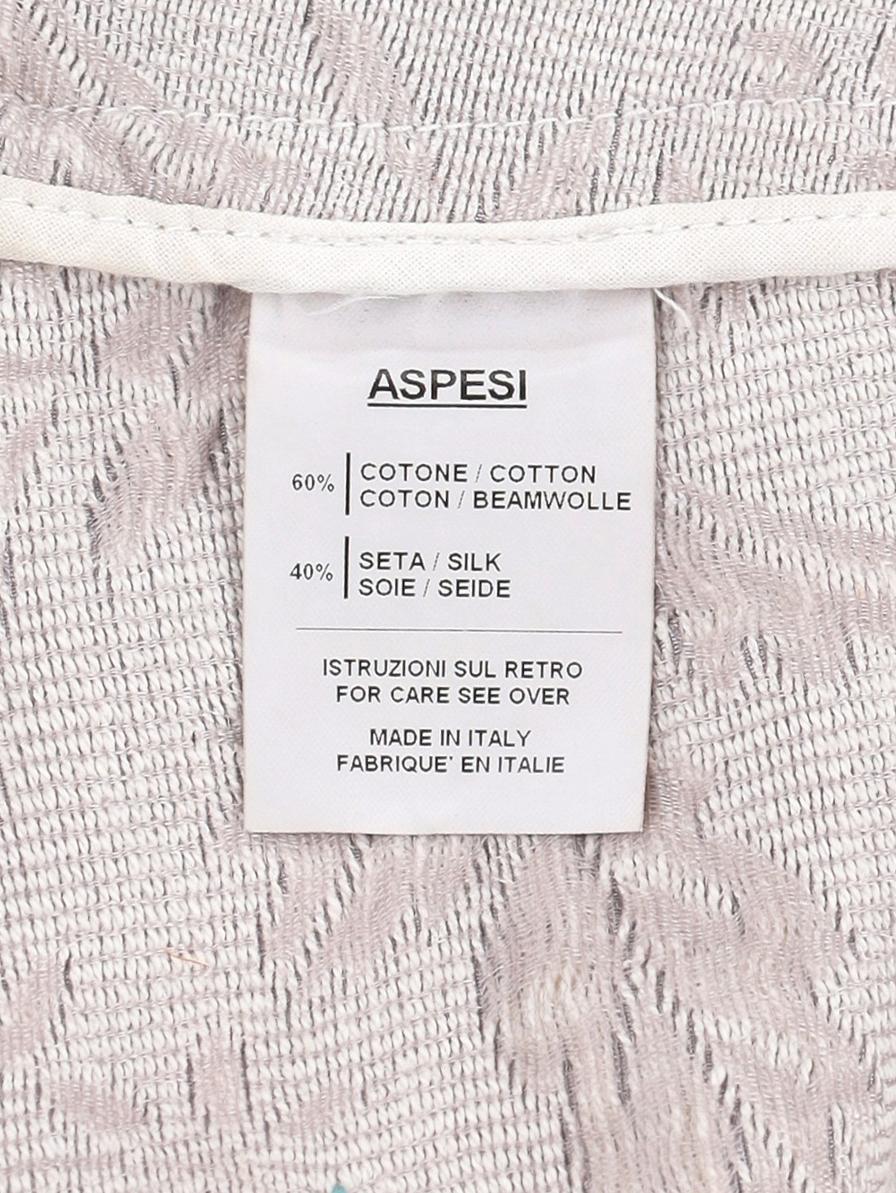 ASPESI
60% COTONE / COTTON
COTON / BEAMWOLLE
40% SETA / SILK
SOIE / SEIDE
ISTRUZIONI SUL RETRO
FOR CARE SEE OVER
MADE IN ITALY
FABRIQUE' EN ITALIE